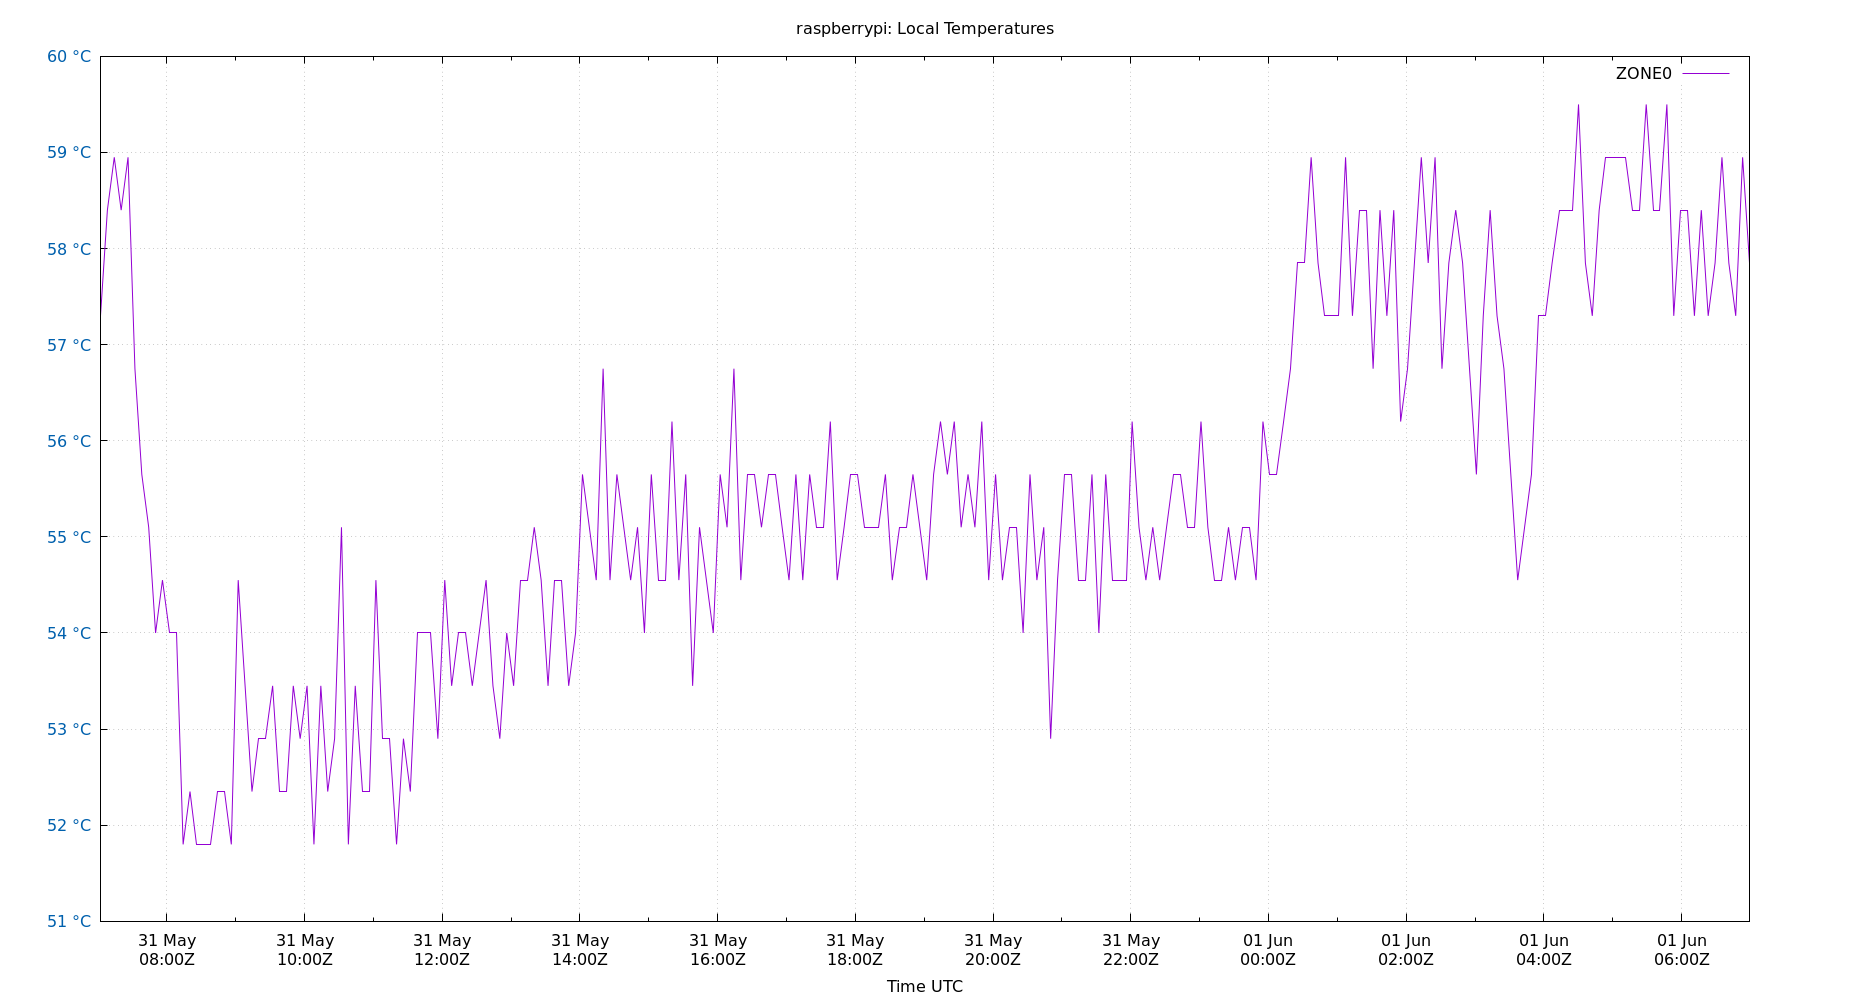 raspberrypi: Local Temperatures
60 °C
ZONE0
59 °C
58 °C
57 °C
56 °C
55 °C
54 °C
53 °C
52 °C
51 °C
31 May 31 May 31 May 31 May 31 May 31 May 31 May 31 May 01 Jun 01 Jun 01 Jun 01 Jun
08:00Z 10:00Z 12:00Z 14:00Z 16:00Z 18:00Z 20:00Z 22:00Z 00:00Z 02:00Z 04:00Z 06:00Z
Time UTC